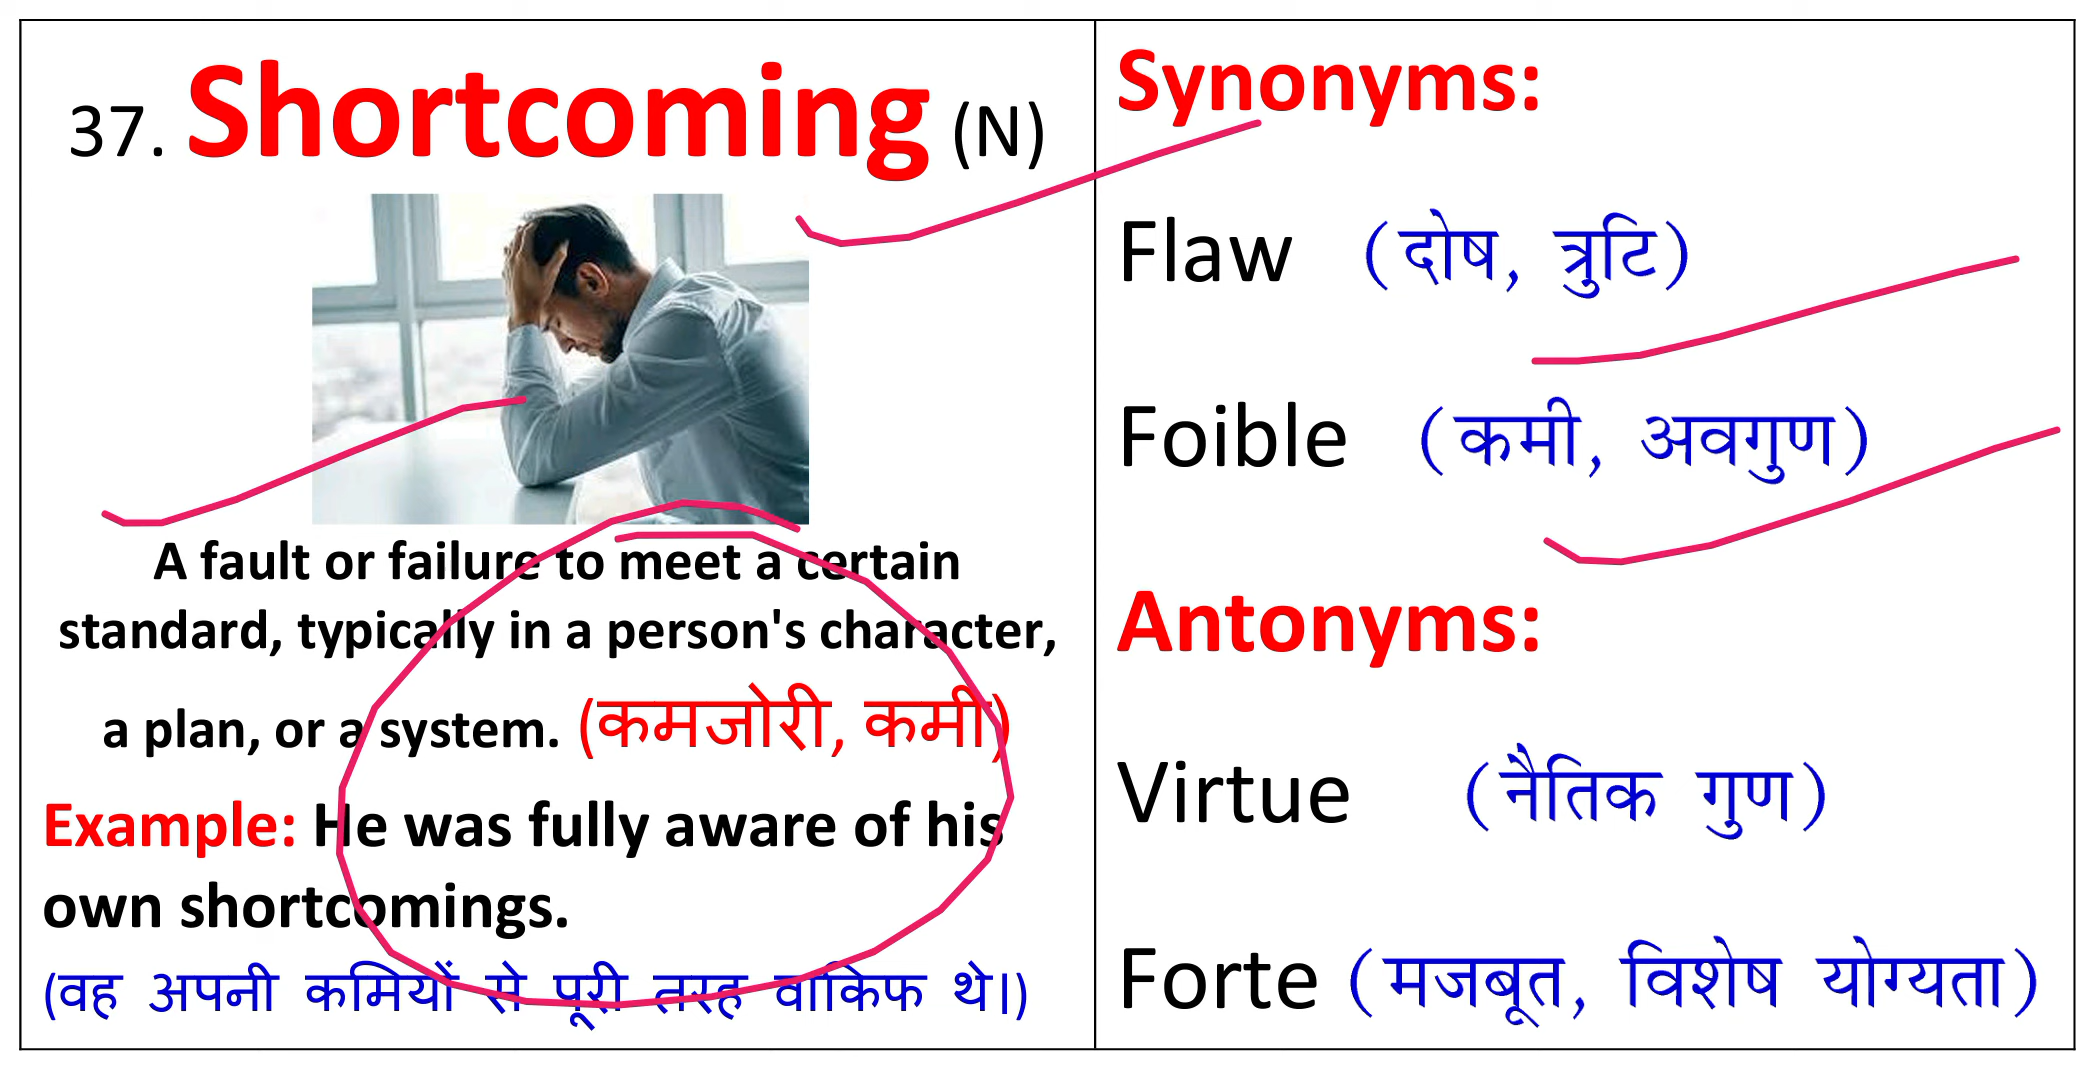 37. Shortcoming (N)
A fault or failure to meet a certain
standard, typically in a person's character,
a plan, or a system. (कमजोरी, कमी)
Example: He was fully aware of his
own shortcomings.
(वह अपनी कमियों से पूरी तरह वाकिफ थे।)
Synonyms:
Flaw (दोष, त्रुटि)
Foible (कमी, अवगुण)
Antonyms:
Virtue (नैतिक गुण)
Forte (मजबूत, विशेष योग्यता)